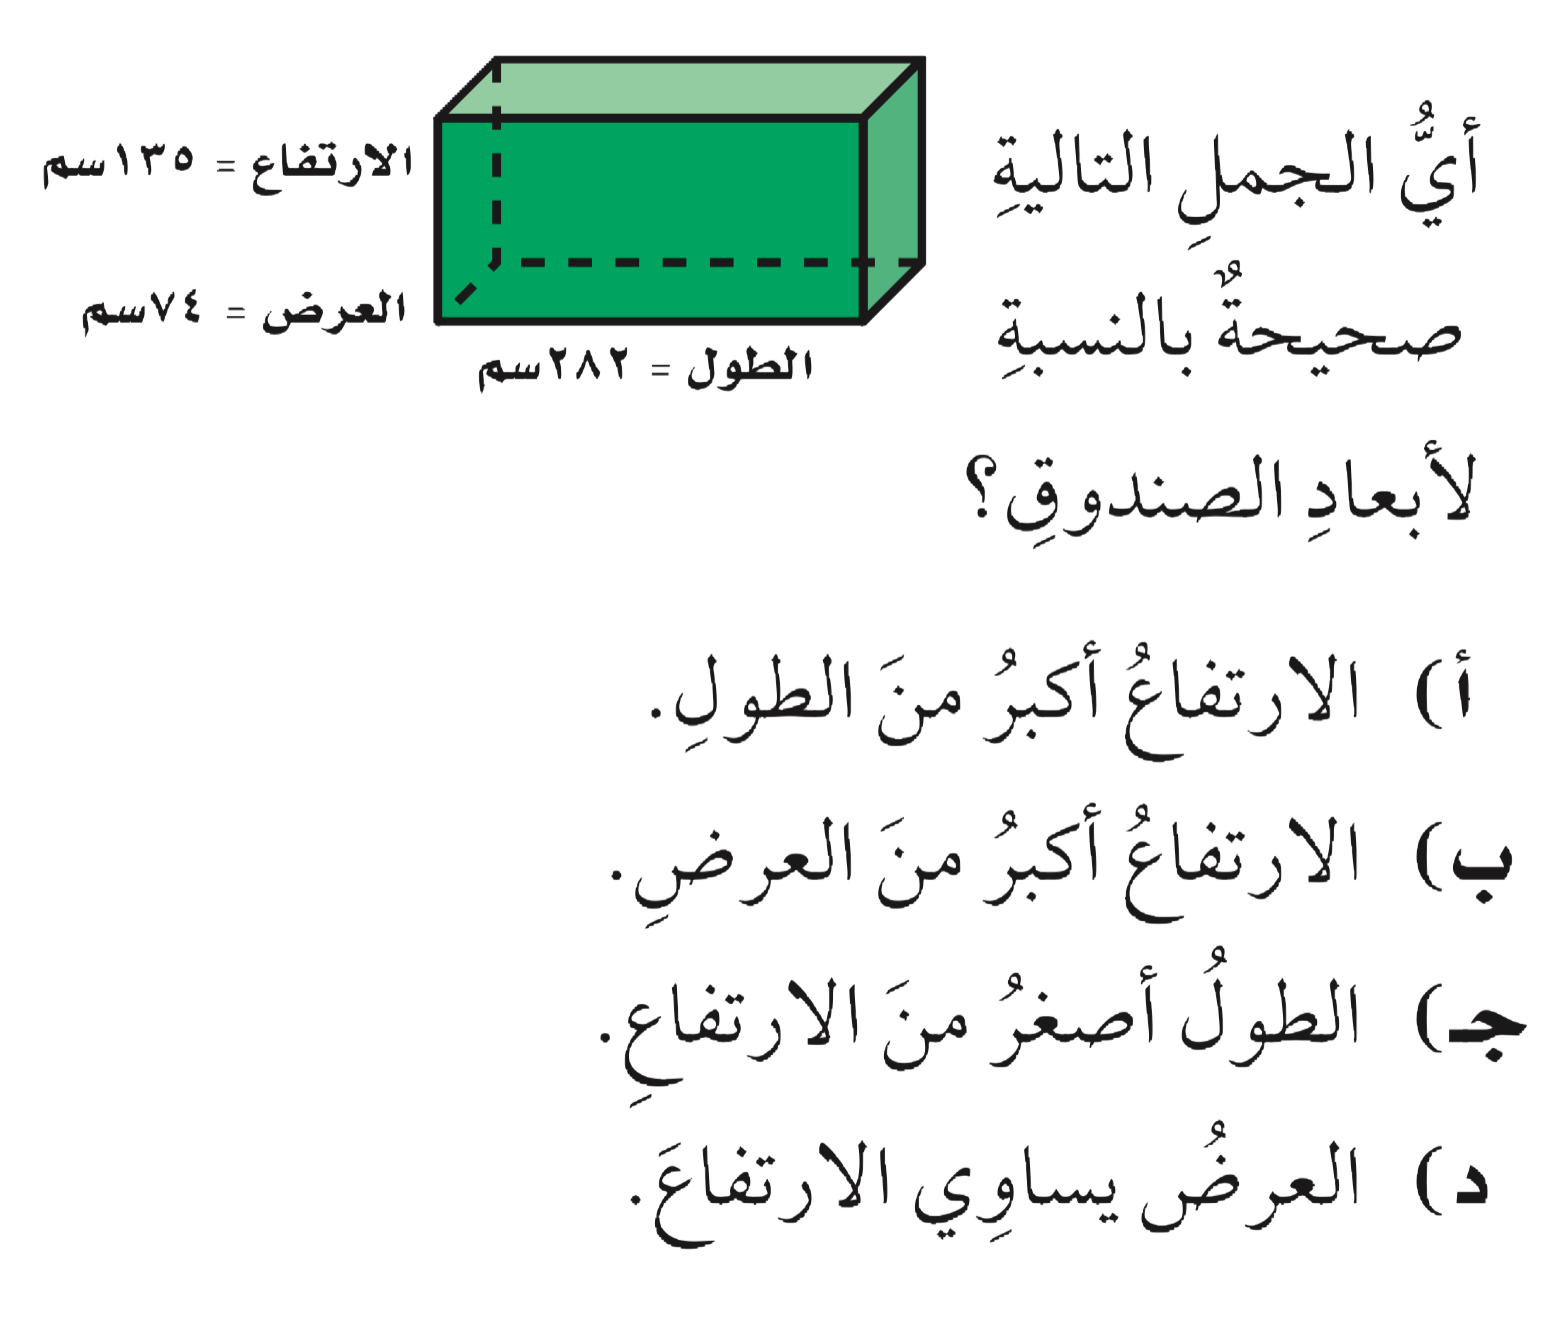 أيُّ الجملِ التاليةِ
صحيحةٌ بالنسبةِ
لأبعادِ الصندوقِ؟
الارتفاع = ١٣٥سم
العرض = ٧٤سم
الطول = ٢٨٢سم
أ) الارتفاعُ أكبرُ منَ الطولِ.
ب) الارتفاعُ أكبرُ منَ العرضِ.
جـ) الطولُ أصغرُ منَ الارتفاعِ.
د) العرضُ يساوِي الارتفاعَ.